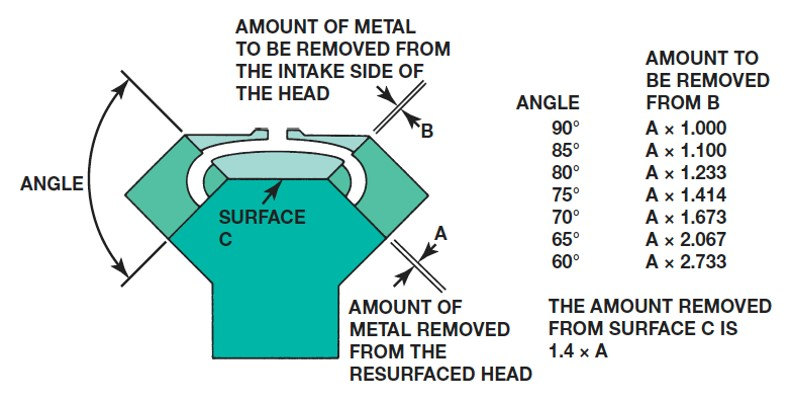 AMOUNT OF METAL
TO BE REMOVED FROM
THE INTAKE SIDE OF
THE HEAD
B
ANGLE
SURFACE
C
A
AMOUNT OF
METAL REMOVED
FROM THE
RESURFACED HEAD
AMOUNT TO
BE REMOVED
ANGLE FROM B
90° A × 1.000
85° A × 1.100
80° A × 1.233
75° A × 1.414
70° A × 1.673
65° A × 2.067
60° A × 2.733
THE AMOUNT REMOVED
FROM SURFACE C IS
1.4 × A